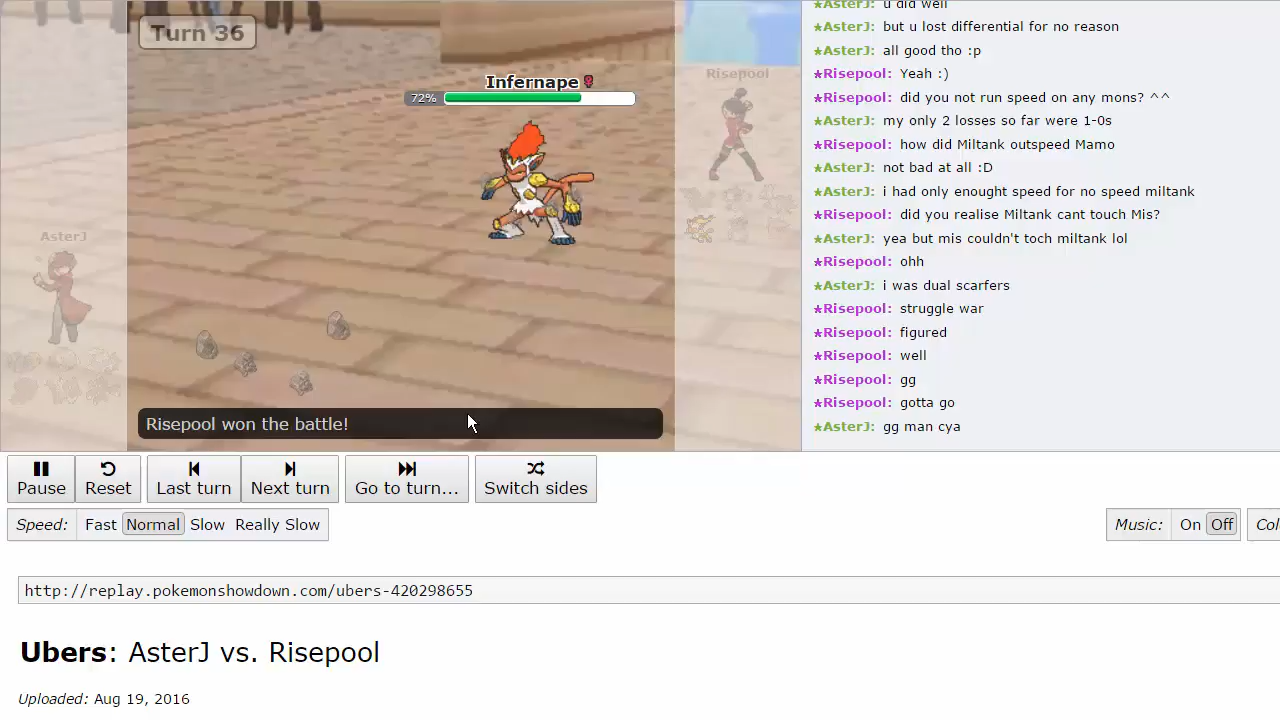 Turn 36
Infernape
72%
Risepool
AsterJ
Risepool won the battle!
★AsterJ: u did well
★AsterJ: but u lost differential for no reason
★AsterJ: all good tho :p
★Risepool: Yeah :)
★Risepool: did you not run speed on any mons? ^^
★AsterJ: my only 2 losses so far were 1-0s
★Risepool: how did Miltank outspeed Mamo
★AsterJ: not bad at all :D
★AsterJ: i had only enought speed for no speed miltank
★Risepool: did you realise Miltank cant touch Mis?
★AsterJ: yea but mis couldn't toch miltank lol
★Risepool: ohh
★AsterJ: i was dual scarfers
★Risepool: struggle war
★Risepool: figured
★Risepool: well
★Risepool: gg
★Risepool: gotta go
★AsterJ: gg man cya
Pause Reset Last turn Next turn Go to turn... Switch sides
Speed: Fast Normal Slow Really Slow Music: On Off Col
http://replay.pokemonshowdown.com/ubers-420298655
Ubers: AsterJ vs. Risepool
Uploaded: Aug 19, 2016